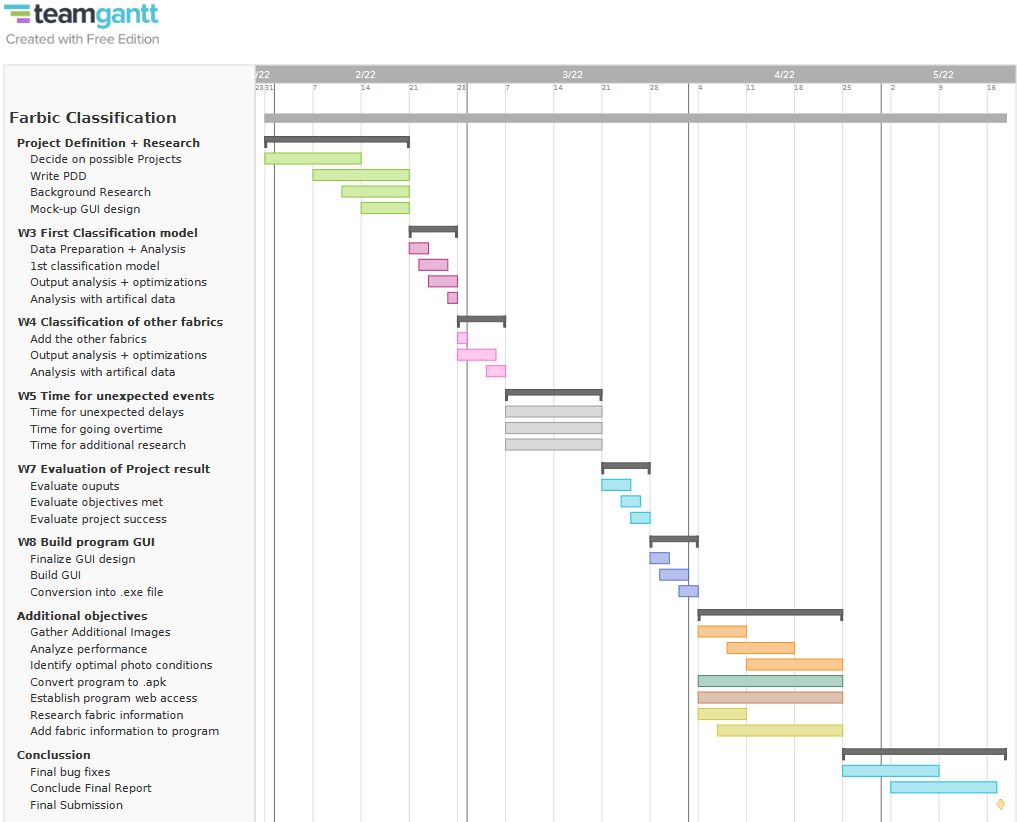 teamgantt
Created with Free Edition
/22 2/22 3/22 4/22 5/22
28 31 7 14 21 28 7 14 21 28 4 11 18 25 2 9 16
Farbic Classification
Project Definition + Research
Decide on possible Projects
Write PDD
Background Research
Mock-up GUI design
W3 First Classification model
Data Preparation + Analysis
1st classification model
Output analysis + optimizations
Analysis with artifical data
W4 Classification of other fabrics
Add the other fabrics
Output analysis + optimizations
Analysis with artifical data
W5 Time for unexpected events
Time for unexpected delays
Time for going overtime
Time for additional research
W7 Evaluation of Project result
Evaluate ouputs
Evaluate objectives met
Evaluate project success
W8 Build program GUI
Finalize GUI design
Build GUI
Conversion into .exe file
Additional objectives
Gather Additional Images
Analyze performance
Identify optimal photo conditions
Convert program to .apk
Establish program web access
Research fabric information
Add fabric information to program
Conclussion
Final bug fixes
Conclude Final Report
Final Submission